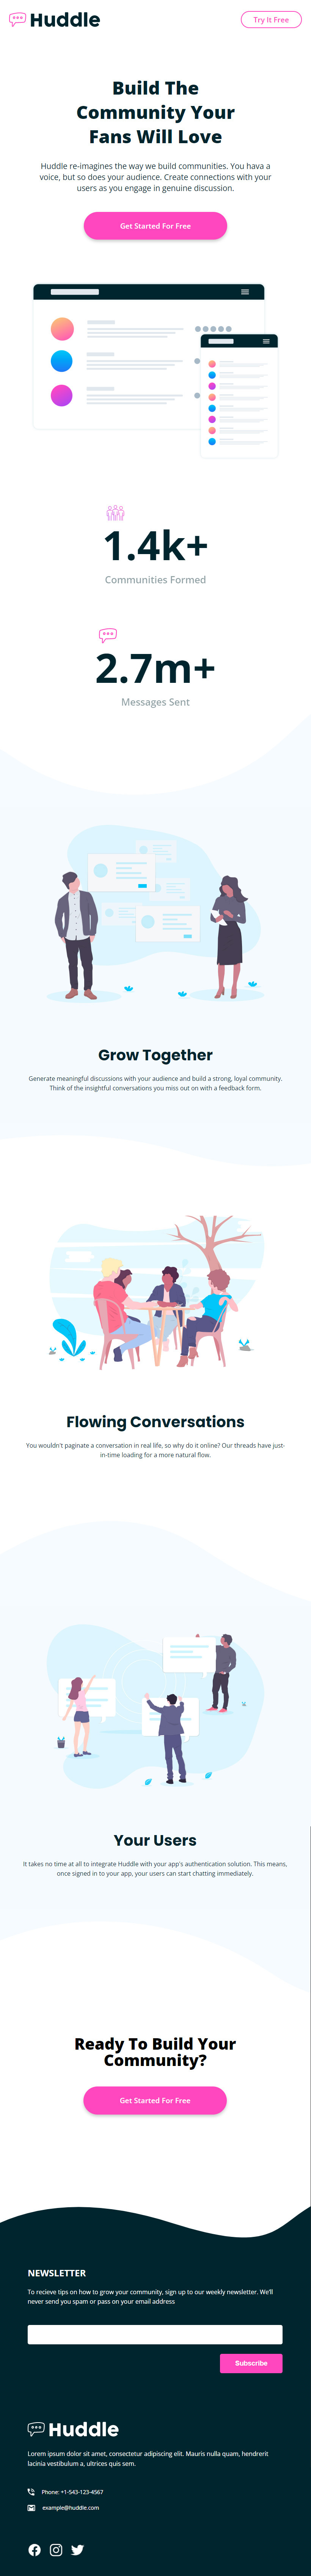 Huddle
Try It Free
Build The
Community Your
Fans Will Love
Huddle re-imagines the way we build communities. You hava a
voice, but so does your audience. Create connections with your
users as you engage in genuine discussion.
Get Started For Free
1.4k+
Communities Formed
2.7m+
Messages Sent
Grow Together
Generate meaningful discussions with your audience and build a strong, loyal community.
Think of the insightful conversations you miss out on with a feedback form.
Flowing Conversations
You wouldn't paginate a conversation in real life, so why do it online? Our threads have just-
in-time loading for a more natural flow.
Your Users
It takes no time at all to integrate Huddle with your app's authentication solution. This means,
once signed in to your app, your users can start chatting immediately.
Ready To Build Your
Community?
Get Started For Free
NEWSLETTER
To recieve tips on how to grow your community, sign up to our weekly newsletter. We'll
never send you spam or pass on your email address
Subscribe
Huddle
Lorem ipsum dolor sit amet, consectetur adipiscing elit. Mauris nulla quam, hendrerit
lacinia vestibulum a, ultrices quis sem.
Phone: +1-543-123-4567
example@huddle.com